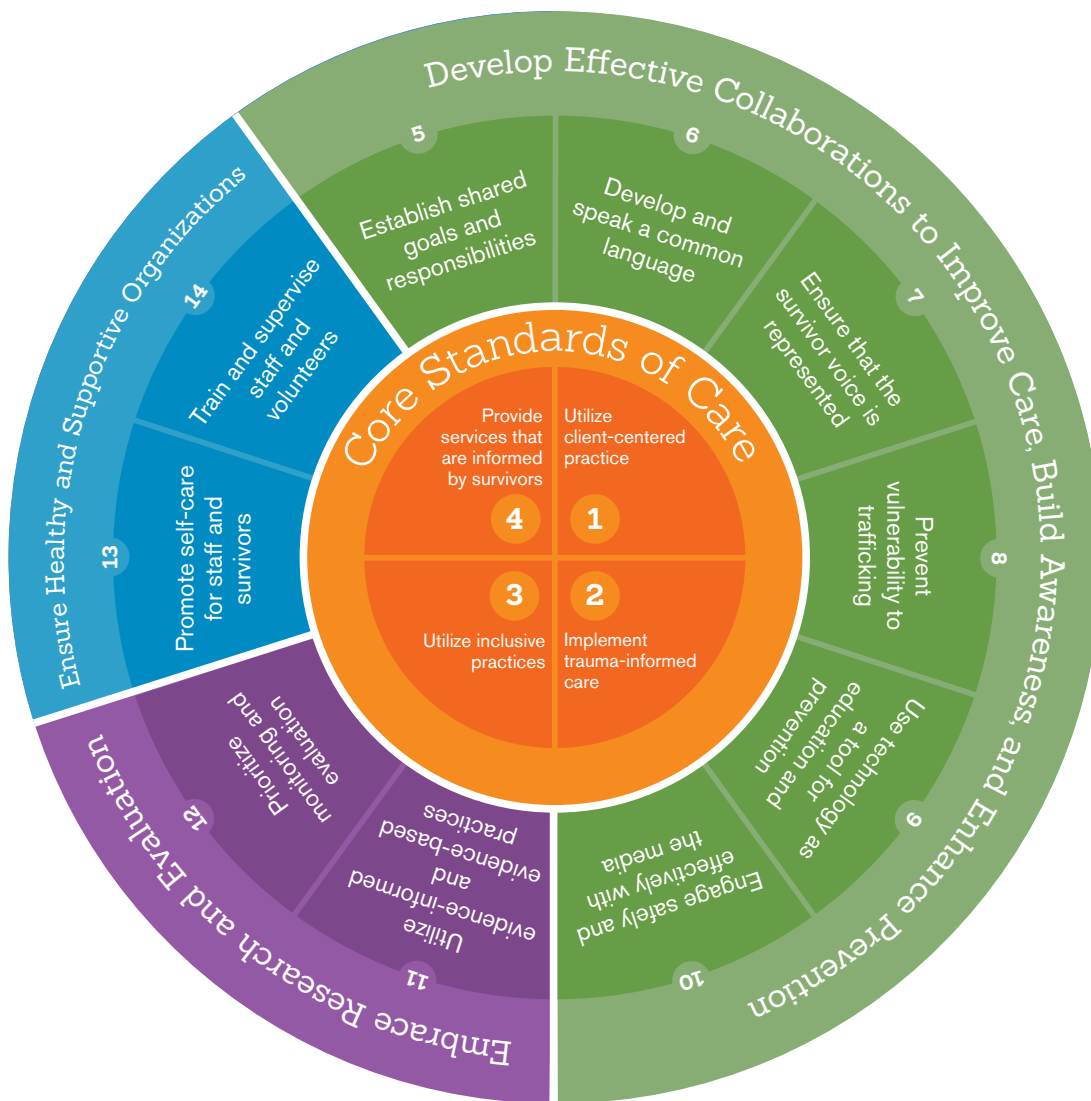 Core Standards of Care
1
Utilize
client-centered
practice
2
Implement
trauma-informed
care
3
Utilize inclusive
practices
4
Provide
services that
are informed
by survivors
Develop Effective Collaborations to Improve Care, Build Awareness, and Enhance Prevention
5
Establish shared
goals and
responsibilities
6
Develop and
speak a common
language
7
Ensure that the
survivor voice is
represented
8
Prevent
vulnerability to
trafficking
9
Use technology as
a tool for
education and
prevention
10
Engage safely and
effectively with
the media
Embrace Research and Evaluation
11
Utilize
evidence-informed
and
evidence-based
practices
12
Prioritize
monitoring and
evaluation
Ensure Healthy and Supportive Organizations
13
Promote self-care
for staff and
survivors
14
Train and supervise
staff and
volunteers